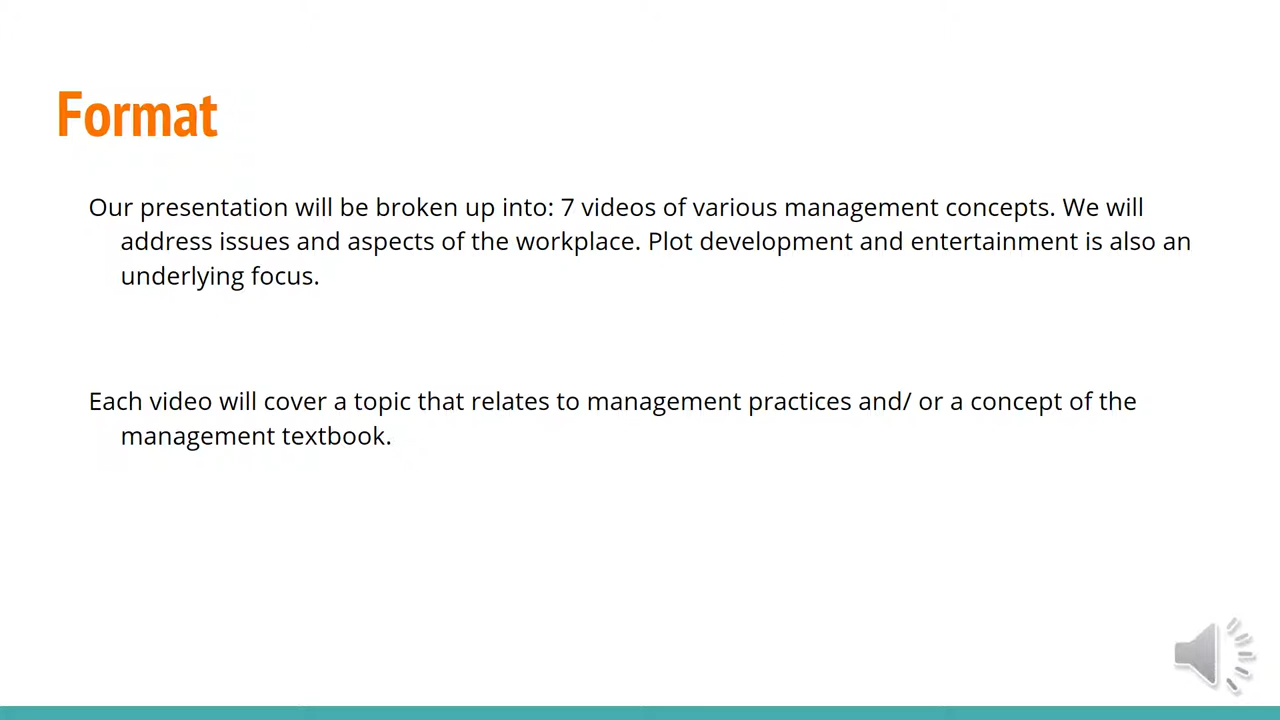 Format
Our presentation will be broken up into: 7 videos of various management concepts. We will
address issues and aspects of the workplace. Plot development and entertainment is also an
underlying focus.
Each video will cover a topic that relates to management practices and/ or a concept of the
management textbook.